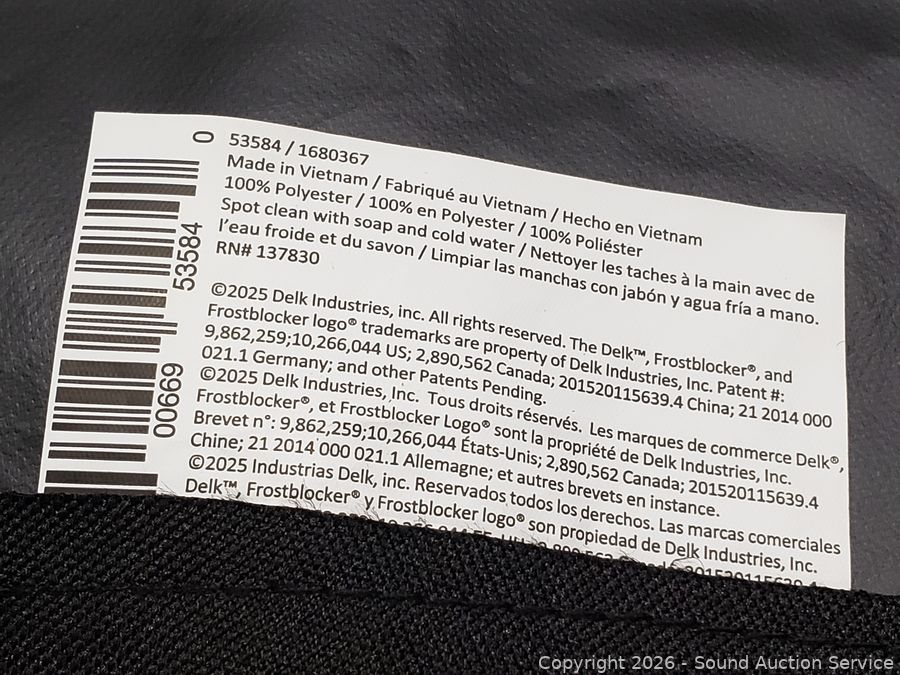 0
53584
00669
53584 / 1680367
Made in Vietnam / Fabriqué au Vietnam / Hecho en Vietnam
100% Polyester / 100% en Polyester / 100% Poliéster
Spot clean with soap and cold water / Nettoyer les taches à la main avec de
l'eau froide et du savon / Limpiar las manchas con jabón y agua fría a mano.
RN# 137830
©2025 Delk Industries, inc. All rights reserved. The Delk™, Frostblocker®, and
Frostblocker logo® trademarks are property of Delk Industries, Inc. Patent #:
9,862,259;10,266,044 US; 2,890,562 Canada; 201520115639.4 China; 21 2014 000
021.1 Germany; and other Patents Pending.
©2025 Delk Industries, Inc. Tous droits réservés. Les marques de commerce Delk®,
Frostblocker®, et Frostblocker Logo® sont la propriété de Delk Industries, Inc.
Brevet n°: 9,862,259;10,266,044 États-Unis; 2,890,562 Canada; 201520115639.4
Chine; 21 2014 000 021.1 Allemagne; et autres brevets en instance.
©2025 Industrias Delk, inc. Reservados todos los derechos. Las marcas comerciales
Delk™, Frostblocker® y Frostblocker logo® son propiedad de Delk Industries, Inc.
201520115639.4
Copyright 2026 - Sound Auction Service